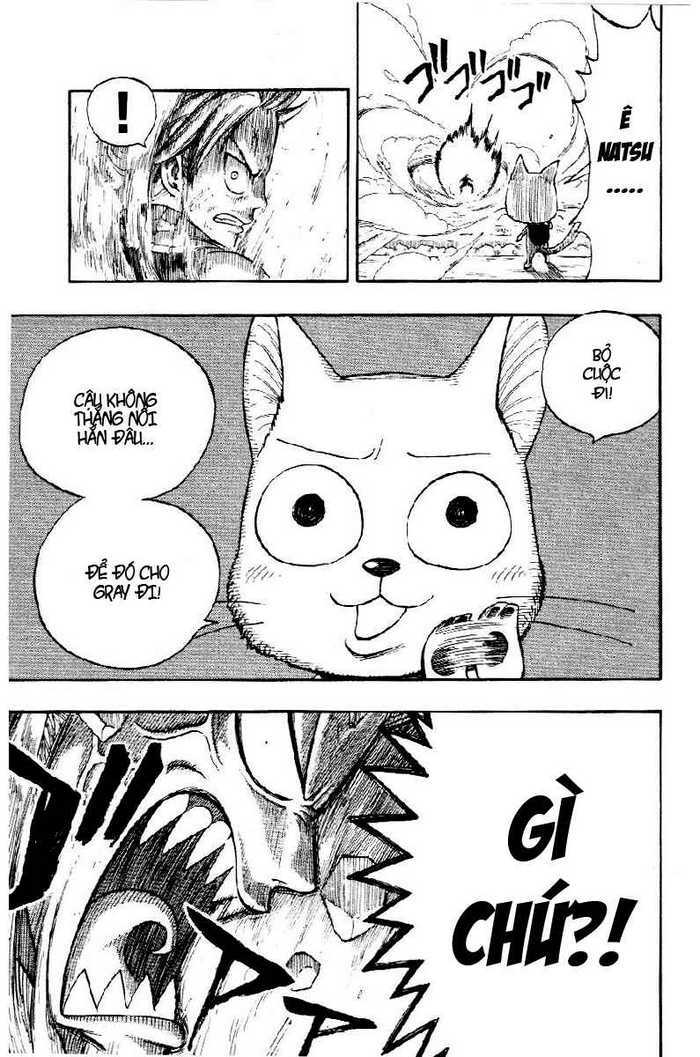 Ê
NATSU
.....
ゴゴゴゴ
!
BỎ
CUỘC
ĐI!
CẬU KHÔNG
THẮNG NỔI
HẮN ĐÂU...
ĐỂ ĐÓ CHO
GRAY ĐI!
GÌ
CHỨ?!